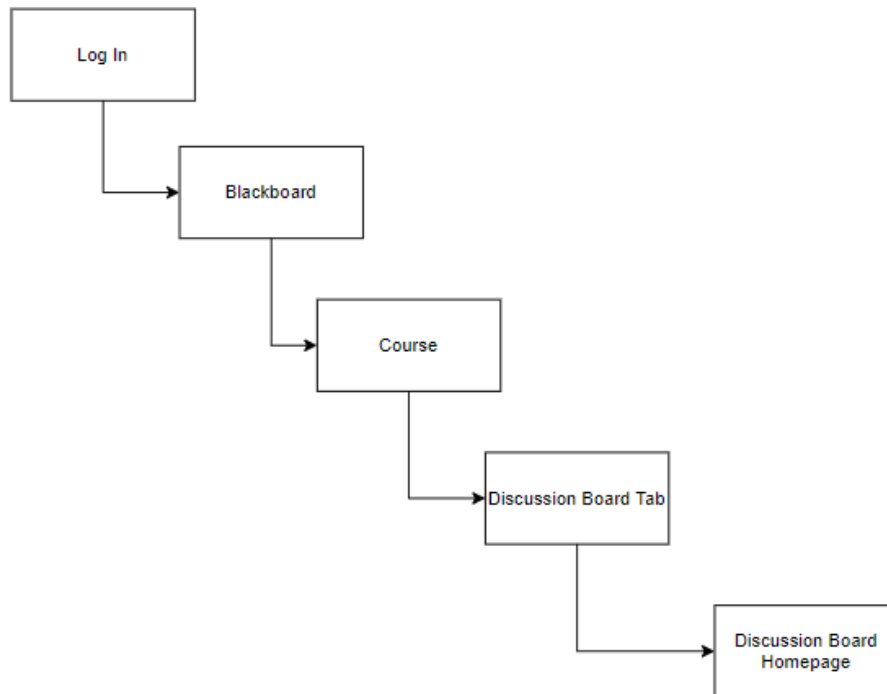 Log In
Blackboard
Course
Discussion Board Tab
Discussion Board
Homepage